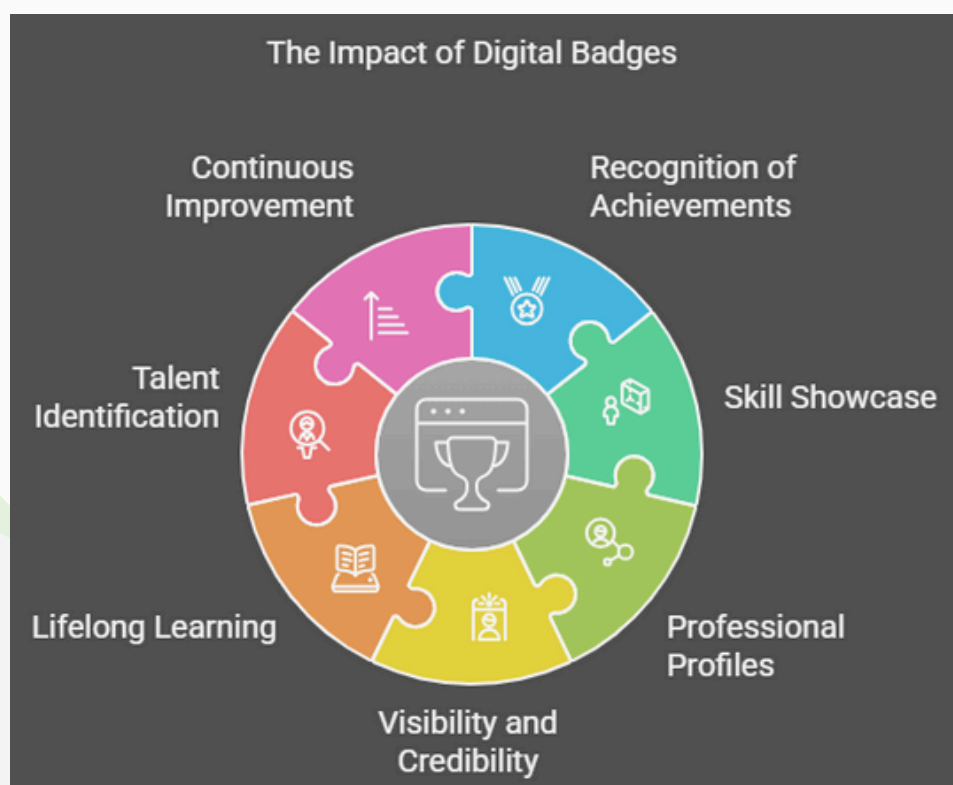 The Impact of Digital Badges
Continuous
Improvement
Recognition of
Achievements
Talent
Identification
Skill Showcase
Lifelong Learning
Professional
Profiles
Visibility and
Credibility